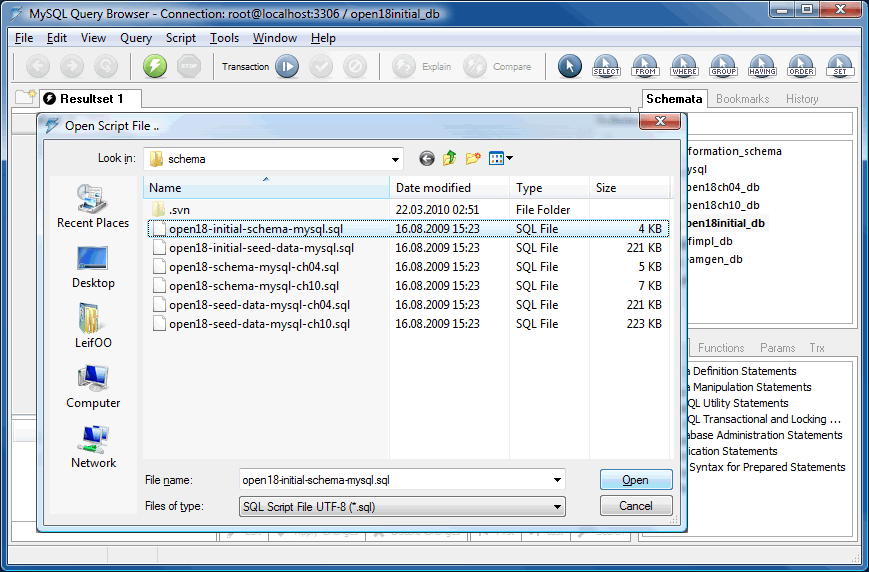 MySQL Query Browser - Connection: root@localhost:3306 / open18initial_db
File Edit View Query Script Tools Window Help
Transaction Explain Compare SELECT FROM WHERE GROUP HAVING ORDER SET
Resultset 1
Schemata Bookmarks History
Open Script File ..
Look in: schema
Name Date modified Type Size
.svn 22.03.2010 02:51 File Folder
open18-initial-schema-mysql.sql 16.08.2009 15:23 SQL File 4 KB
open18-initial-seed-data-mysql.sql 16.08.2009 15:23 SQL File 221 KB
open18-schema-mysql-ch04.sql 16.08.2009 15:23 SQL File 5 KB
open18-schema-mysql-ch10.sql 16.08.2009 15:23 SQL File 7 KB
open18-seed-data-mysql-ch04.sql 16.08.2009 15:23 SQL File 221 KB
open18-seed-data-mysql-ch10.sql 16.08.2009 15:23 SQL File 223 KB
Recent Places
Desktop
LeifOO
Computer
Network
File name: open18-initial-schema-mysql.sql Open
Files of type: SQL Script File UTF-8 (*.sql) Cancel
formation_schema
ysql
pen18ch04_db
pen18ch10_db
pen18initial_db
fimpl_db
eamgen_db
Functions Params Trx
a Definition Statements
a Manipulation Statements
QL Utility Statements
QL Transactional and Locking ...
abase Administration Statements
lication Statements
Syntax for Prepared Statements